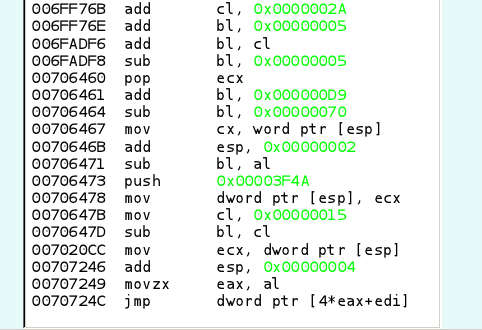 006FF76B add cl, 0x0000002A
006FF76E add bl, 0x00000005
006FADF6 add bl, cl
006FADF8 sub bl, 0x00000005
00706460 pop ecx
00706461 add bl, 0x000000D9
00706464 sub bl, 0x00000070
00706467 mov cx, word ptr [esp]
0070646B add esp, 0x00000002
00706471 sub bl, al
00706473 push 0x00003F4A
00706478 mov dword ptr [esp], ecx
0070647B mov cl, 0x00000015
0070647D sub bl, cl
007020CC mov ecx, dword ptr [esp]
00707246 add esp, 0x00000004
00707249 movzx eax, al
0070724C jmp dword ptr [4*eax+edi]